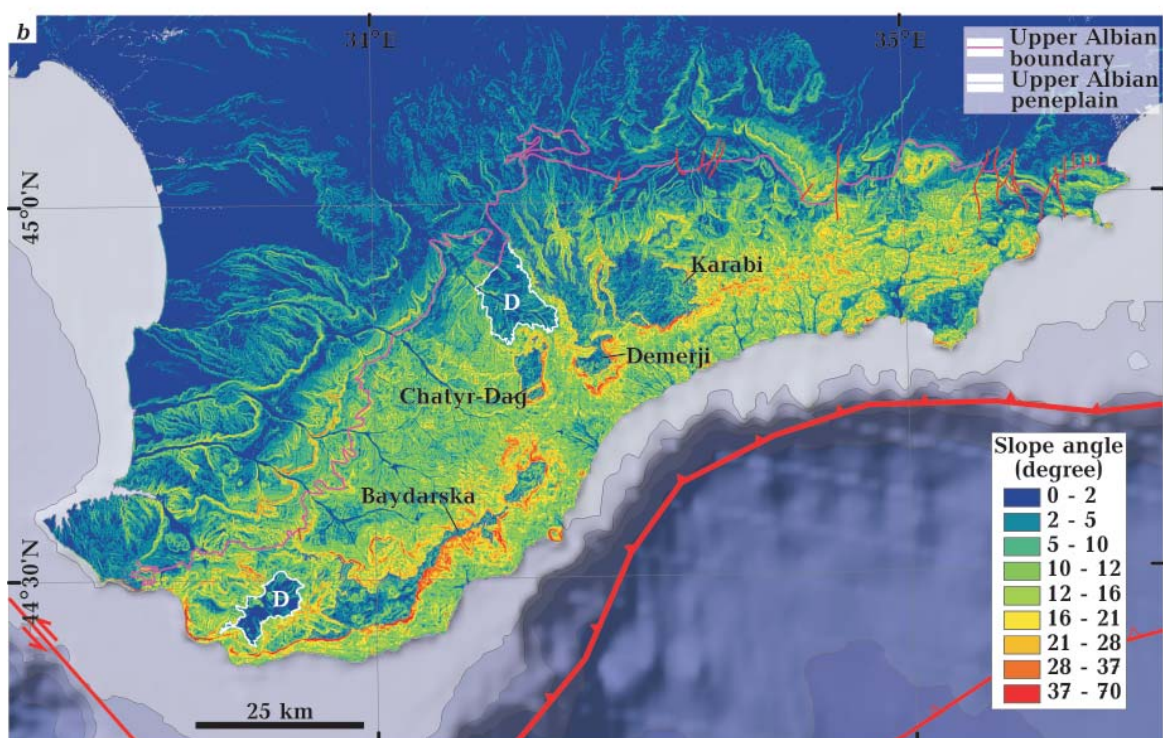 b
31°E
35°E
Upper Albian
boundary
Upper Albian
peneplain
45°0'N
Karabi
D
Demerji
Chatyr-Dag
Slope angle
(degree)
0 - 2
2 - 5
5 - 10
10 - 12
12 - 16
16 - 21
21 - 28
28 - 37
37 - 70
Baydarska
44°30'N
D
25 km